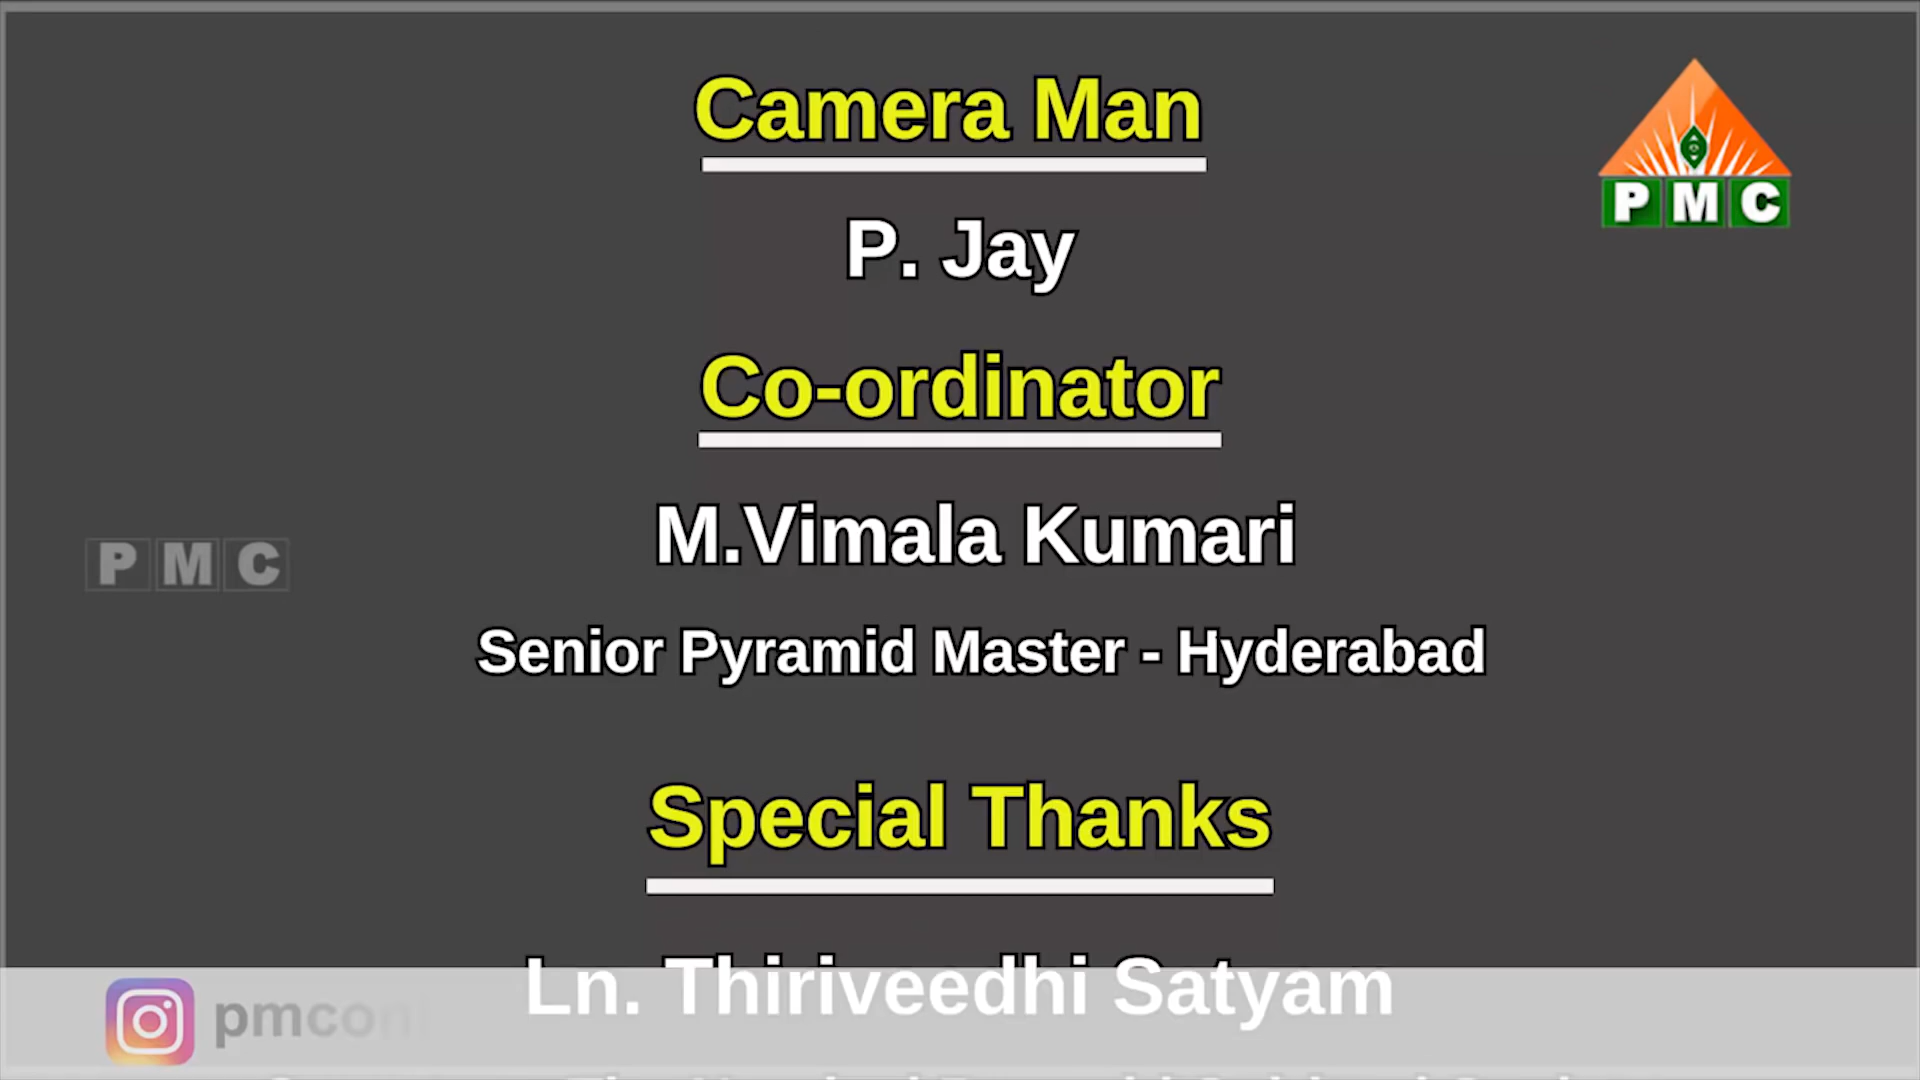 Camera Man
P. Jay
Co-ordinator
M.Vimala Kumari
Senior Pyramid Master - Hyderabad
Special Thanks
Ln. Thiriveedhi Satyam
PMC
PMC